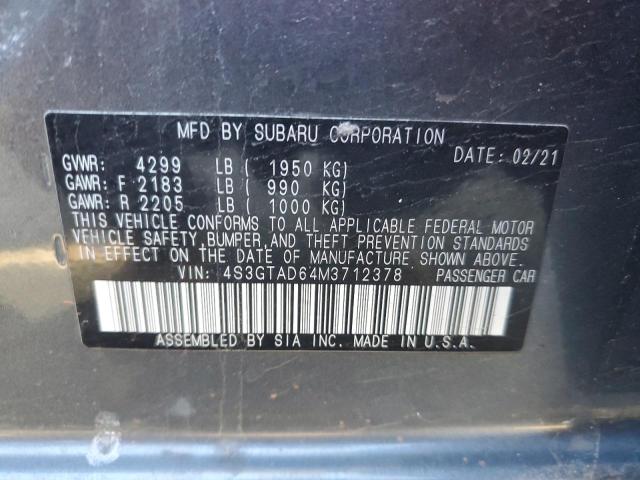 MFD BY SUBARU CORPORATION
DATE: 02/21
GVWR: 4299 LB ( 1950 KG)
GAWR: F 2183 LB ( 990 KG)
GAWR: R 2205 LB ( 1000 KG)
THIS VEHICLE CONFORMS TO ALL APPLICABLE FEDERAL MOTOR
VEHICLE SAFETY, BUMPER, AND THEFT PREVENTION STANDARDS
IN EFFECT ON THE DATE OF MANUFACTURE SHOWN ABOVE.
VIN: 4S3GTAD64M3712378 PASSENGER CAR
ASSEMBLED BY SIA INC. MADE IN U.S.A.